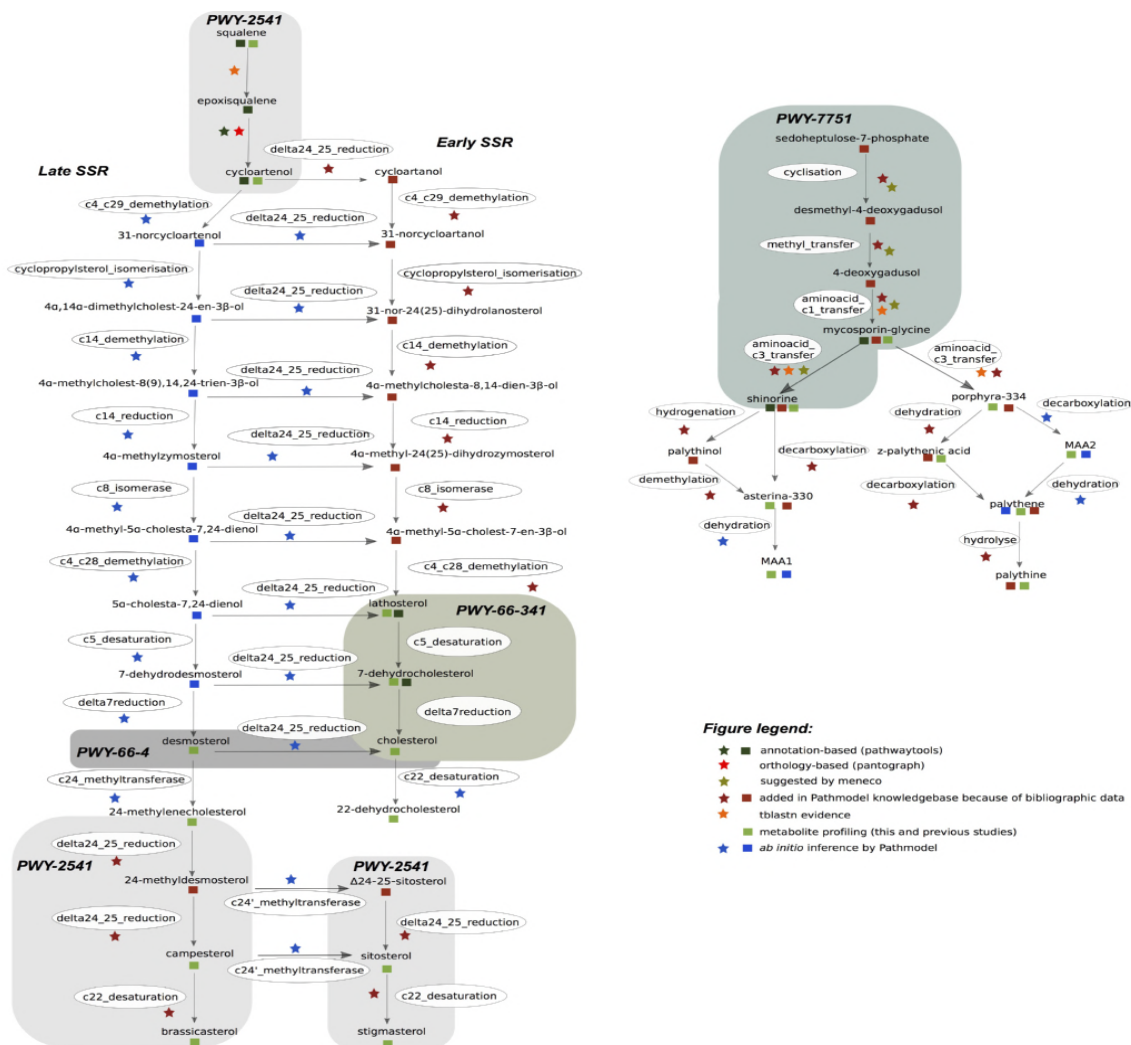 PWY-2541
squalene
epoxisqualene
Early SSR
delta24_25_reduction
Late SSR
cycloartenol
cycloartanol
c4_c29_demethylation
c4_c29_demethylation
delta24_25_reduction
31-norcycloartenol
31-norcycloartanol
cyclopropylsterol_isomerisation
cyclopropylsterol_isomerisation
delta24_25_reduction
4α,14α-dimethylcholest-24-en-3β-ol
31-nor-24(25)-dihydrolanosterol
c14_demethylation
c14_demethylation
delta24_25_reduction
4α-methylcholest-8(9),14,24-trien-3β-ol
4α-methylcholesta-8,14-dien-3β-ol
c14_reduction
c14_reduction
delta24_25_reduction
4α-methylzymosterol
4α-methyl-24(25)-dihydrozymosterol
c8_isomerase
c8_isomerase
delta24_25_reduction
4α-methyl-5α-cholesta-7,24-dienol
4α-methyl-5α-cholest-7-en-3β-ol
c4_c28_demethylation
c4_c28_demethylation
delta24_25_reduction
5α-cholesta-7,24-dienol
lathosterol
PWY-66-341
c5_desaturation
c5_desaturation
delta24_25_reduction
7-dehydrodesmosterol
7-dehydrocholesterol
delta7reduction
delta7reduction
delta24_25_reduction
desmosterol
cholesterol
PWY-66-4
c24_methyltransferase
c22_desaturation
24-methylenecholesterol
22-dehydrocholesterol
delta24_25_reduction
PWY-2541
PWY-2541
24-methyldesmosterol
Δ24-25-sitosterol
c24'_methyltransferase
delta24_25_reduction
delta24_25_reduction
campesterol
sitosterol
c24'_methyltransferase
c22_desaturation
c22_desaturation
brassicasterol
stigmasterol
PWY-7751
sedoheptulose-7-phosphate
cyclisation
desmethyl-4-deoxygadusol
methyl_transfer
4-deoxygadusol
aminoacid_
c1_transfer
mycosporin-glycine
aminoacid_
c3_transfer
aminoacid_
c3_transfer
shinorine
porphyra-334
hydrogenation
dehydration
decarboxylation
palythinol
decarboxylation
z-palythenic acid
MAA2
demethylation
decarboxylation
dehydration
asterina-330
palythene
dehydration
hydrolyse
MAA1
palythine
Figure legend:
annotation-based (pathwaytools)
orthology-based (pantograph)
suggested by meneco
added in Pathmodel knowledgebase because of bibliographic data
tblastn evidence
metabolite profiling (this and previous studies)
ab initio inference by Pathmodel